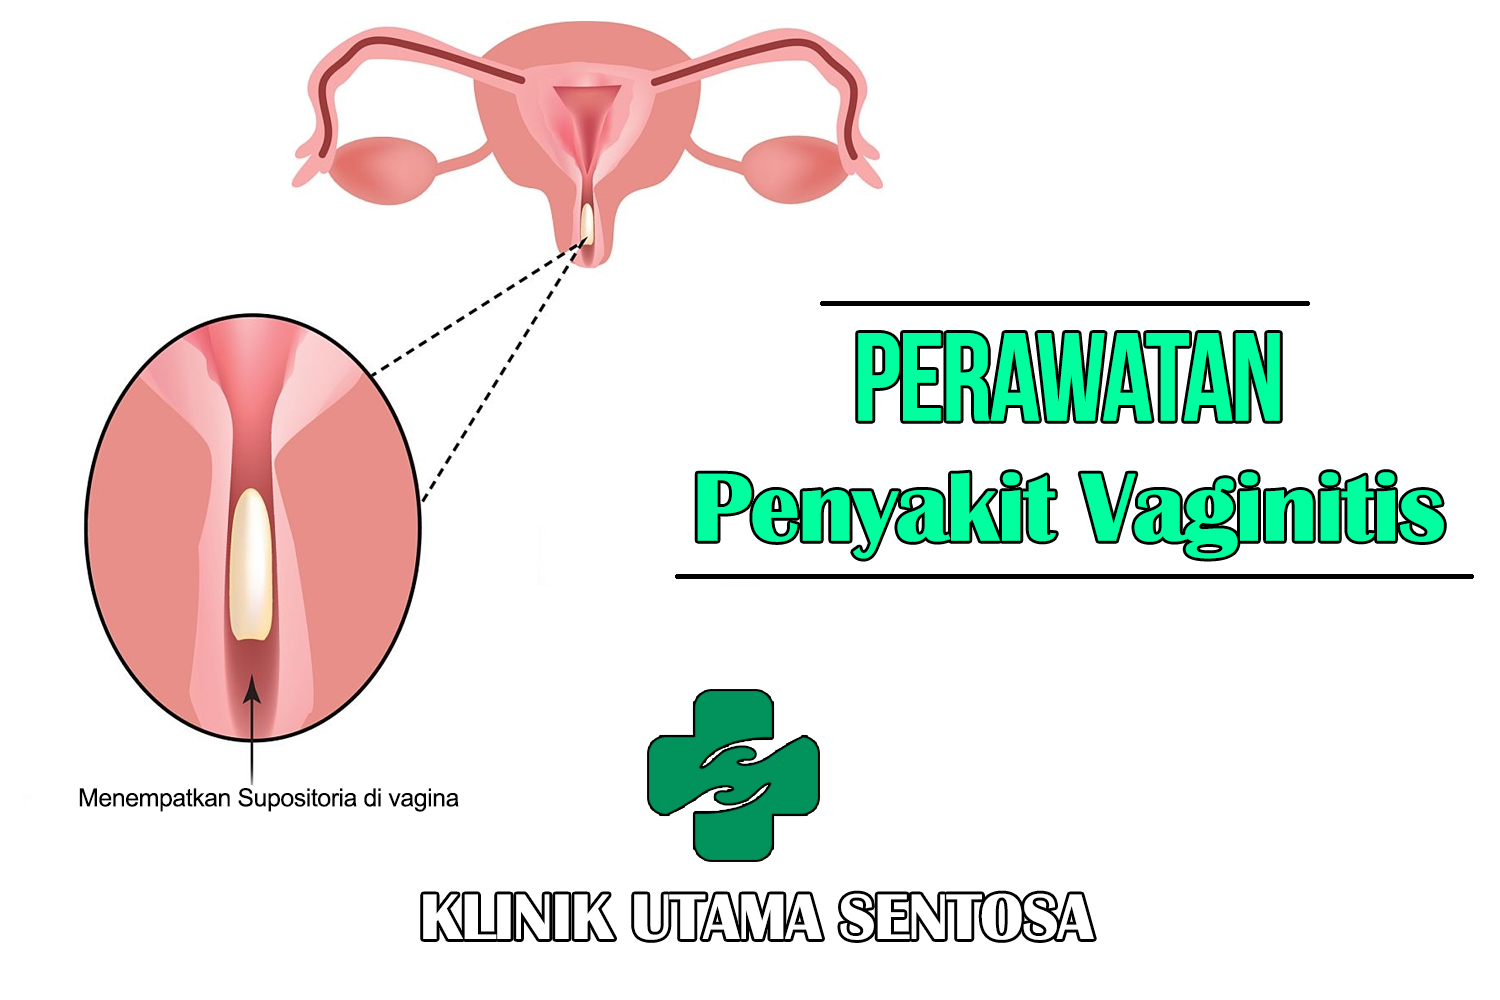 PERAWATAN
Penyakit Vaginitis
Menempatkan Supositoria di vagina
KLINIK UTAMA SENTOSA